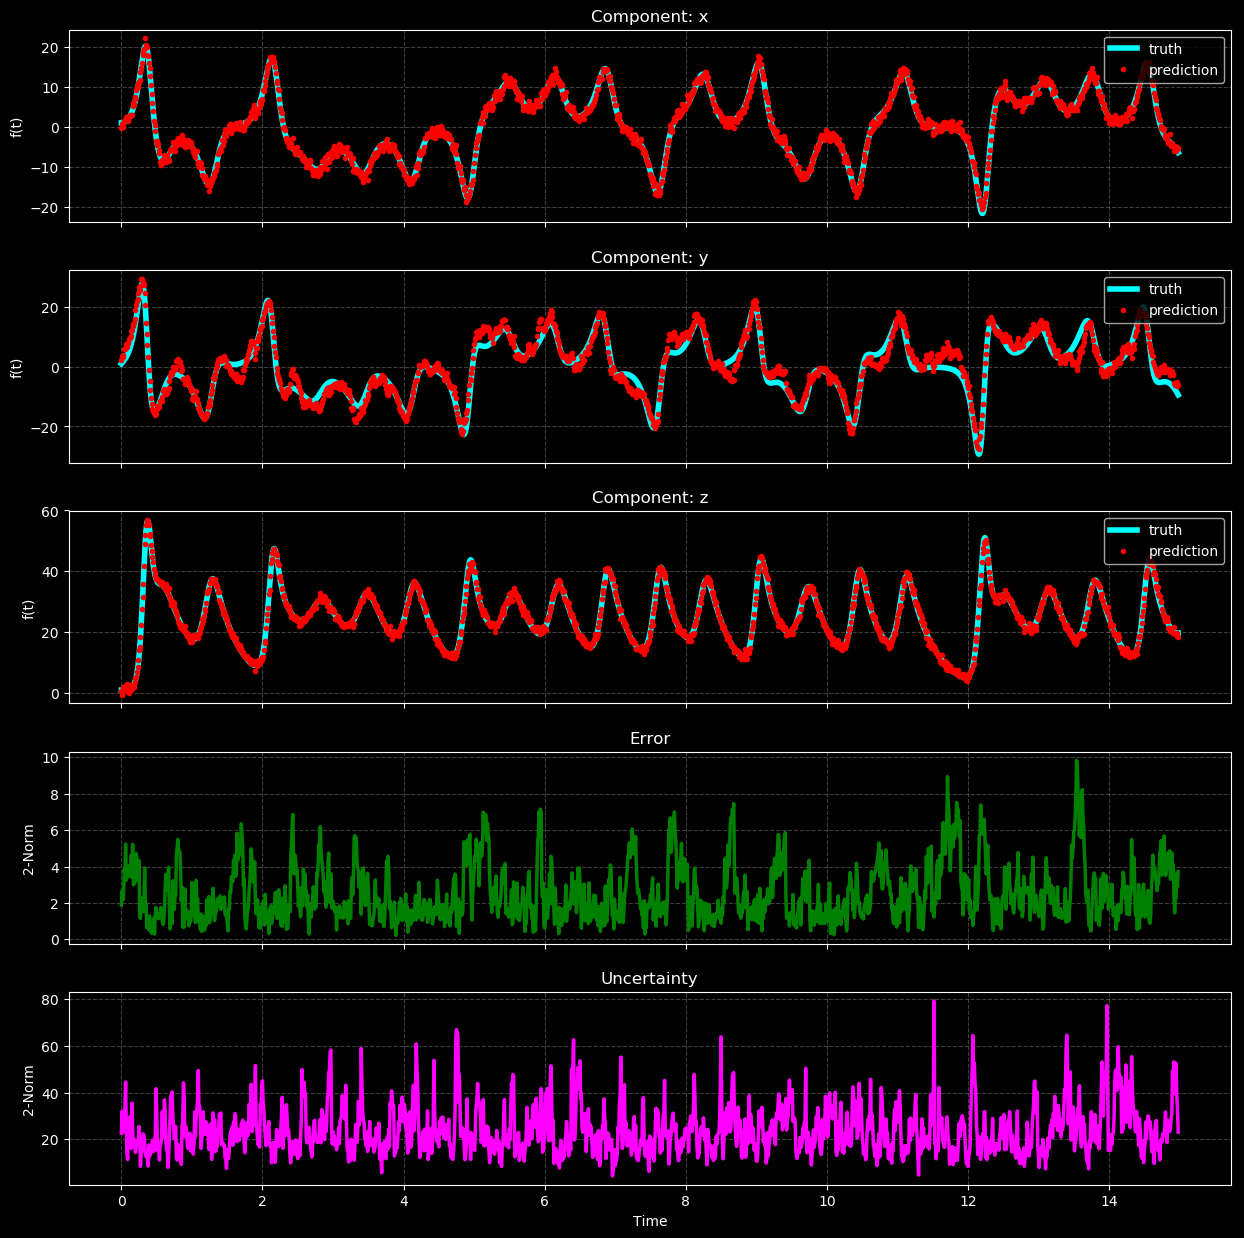 Component: x
f(t)
20
10
0
−10
−20
truth
prediction
Component: y
f(t)
20
0
−20
truth
prediction
Component: z
f(t)
60
40
20
0
truth
prediction
Error
2-Norm
10
8
6
4
2
0
Uncertainty
2-Norm
80
60
40
20
0 2 4 6 8 10 12 14
Time